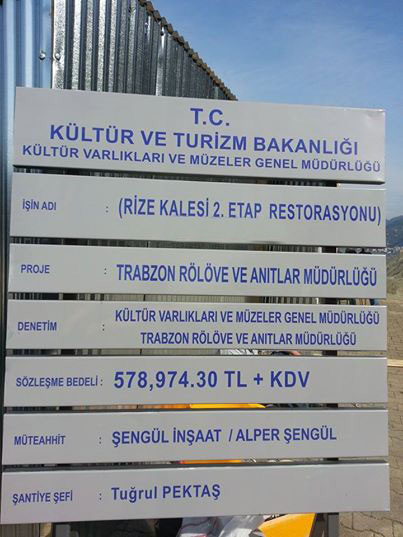 T.C.
KÜLTÜR VE TURİZM BAKANLIĞI
KÜLTÜR VARLIKLARI VE MÜZELER GENEL MÜDÜRLÜĞÜ
İŞİN ADI : (RİZE KALESİ 2. ETAP RESTORASYONU)
PROJE : TRABZON RÖLÖVE VE ANITLAR MÜDÜRLÜĞÜ
DENETİM : KÜLTÜR VARLIKLARI VE MÜZELER GENEL MÜDÜRLÜĞÜ
TRABZON RÖLÖVE VE ANITLAR MÜDÜRLÜĞÜ
SÖZLEŞME BEDELİ : 578,974.30 TL + KDV
MÜTEAHHİT : ŞENGÜL İNŞAAT / ALPER ŞENGÜL
ŞANTİYE ŞEFİ : Tuğrul PEKTAŞ